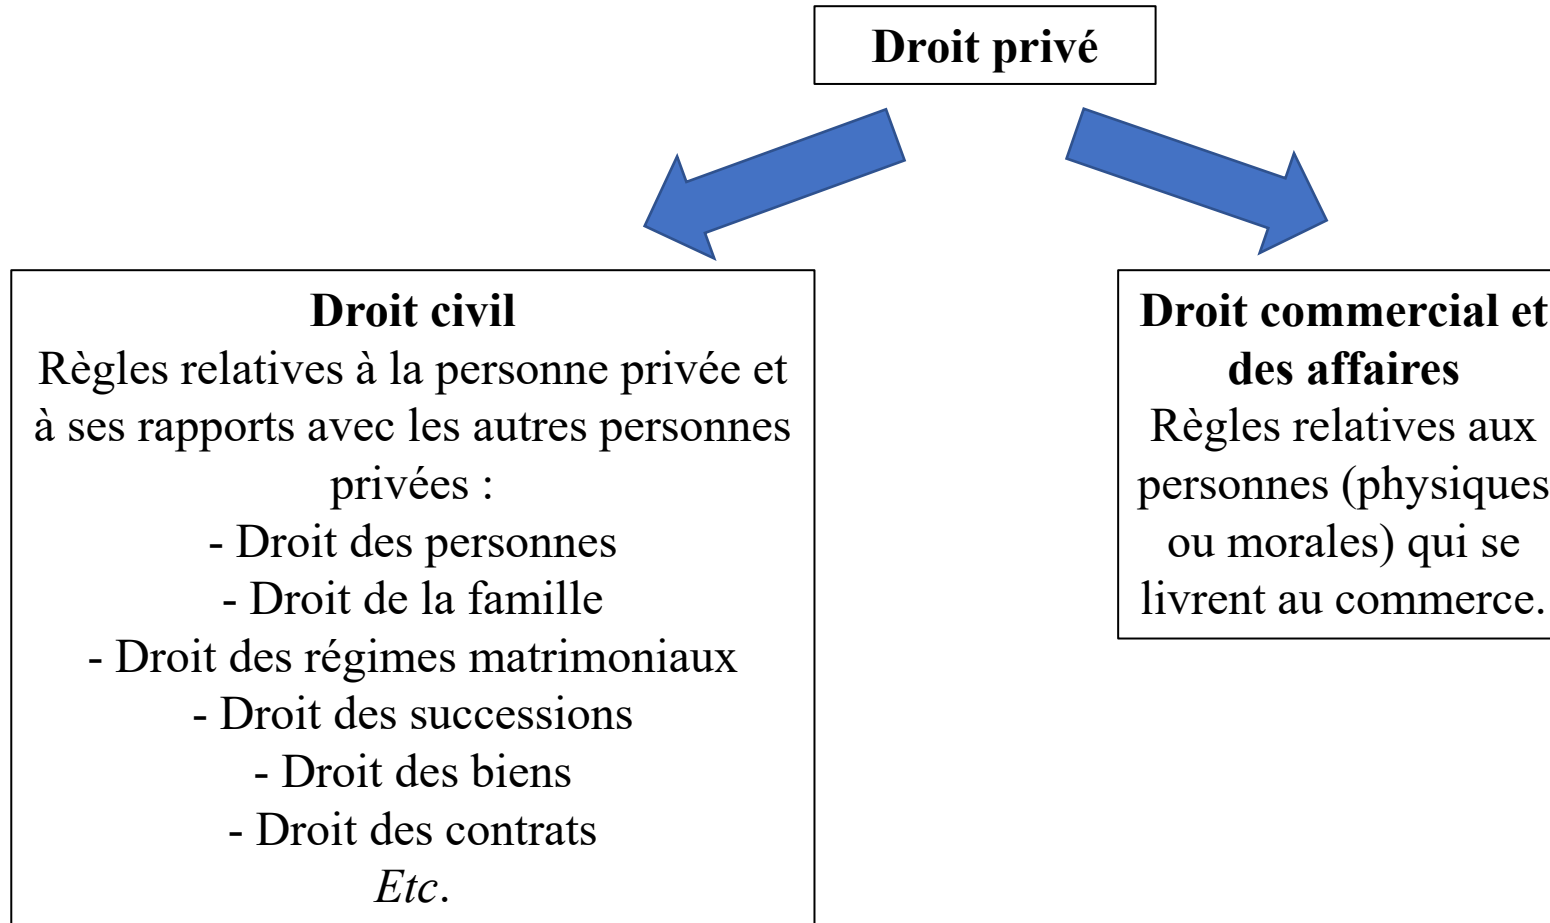 Droit privé
Droit civil
Règles relatives à la personne privée et
à ses rapports avec les autres personnes
privées :
- Droit des personnes
- Droit de la famille
- Droit des régimes matrimoniaux
- Droit des successions
- Droit des biens
- Droit des contrats
Etc.
Droit commercial et
des affaires
Règles relatives aux
personnes (physiques
ou morales) qui se
livrent au commerce.